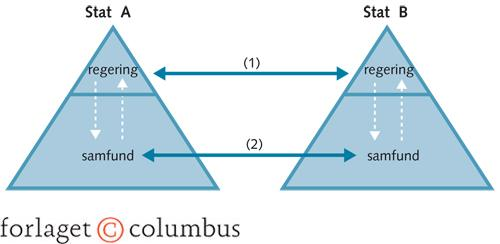 Stat A Stat B
(1)
regering regering
(2)
samfund samfund
forlaget © columbus